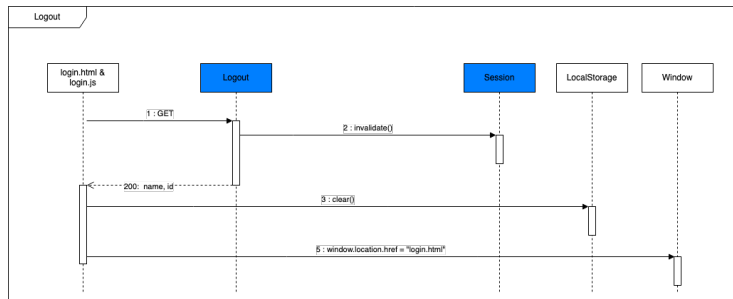 Logout
login.html &
login.js
Logout
Session
LocalStorage
Window
1 : GET
2 : invalidate()
200: name, id
3 : clear()
5 : window.location.href = "login.html"